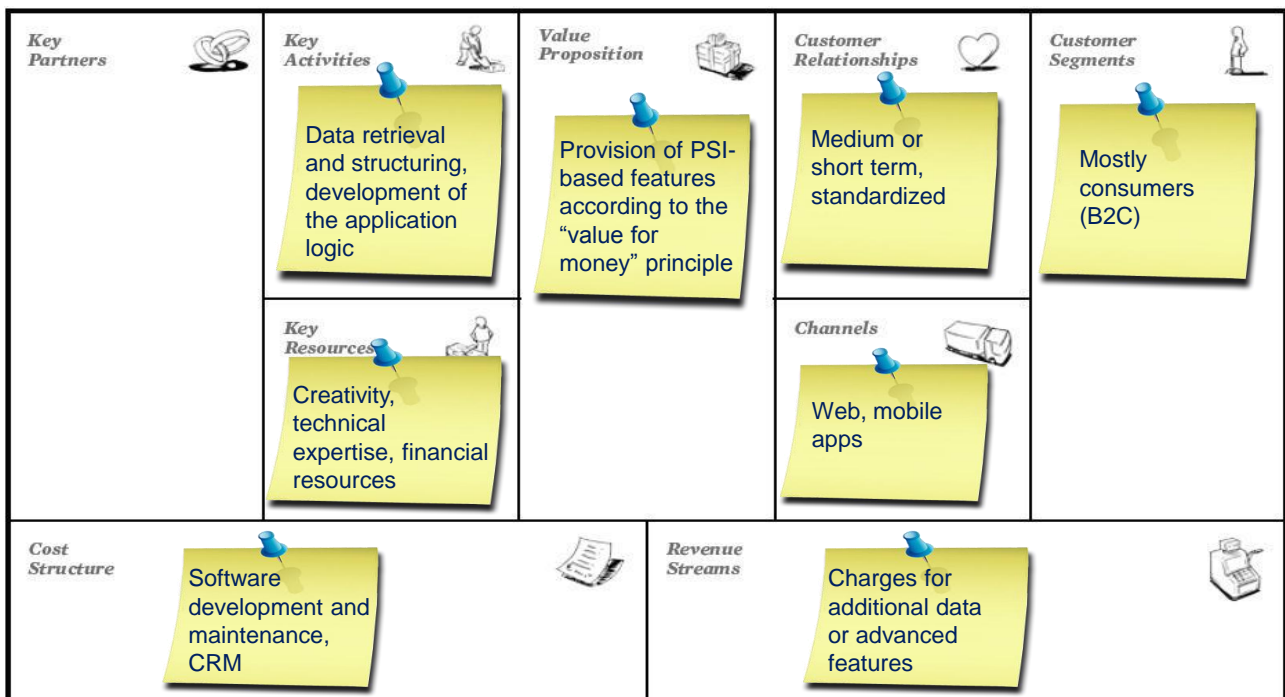 Key
Partners
Key
Activities
Data retrieval
and structuring,
development of
the application
logic
Key
Resources
Creativity,
technical
expertise, financial
resources
Value
Proposition
Provision of PSI-
based features
according to the
“value for
money” principle
Customer
Relationships
Medium or
short term,
standardized
Channels
Web, mobile
apps
Customer
Segments
Mostly
consumers
(B2C)
Cost
Structure
Software
development and
maintenance,
CRM
Revenue
Streams
Charges for
additional data
or advanced
features